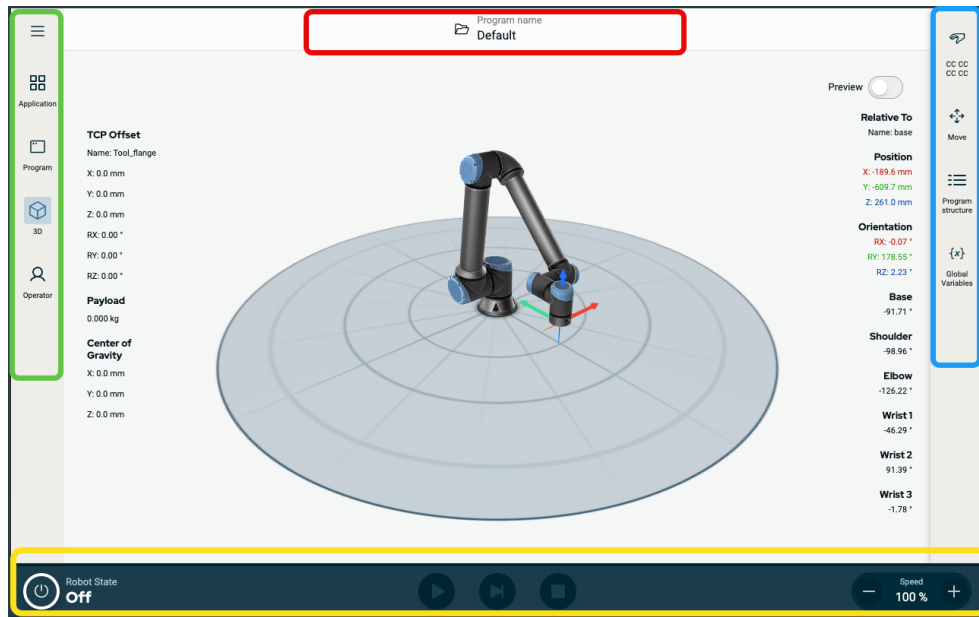 Program name
Default
Application
Program
3D
Operator
TCP Offset
Name: Tool_flange
X: 0.0 mm
Y: 0.0 mm
Z: 0.0 mm
RX: 0.00 °
RY: 0.00 °
RZ: 0.00 °
Payload
0.000 kg
Center of
Gravity
X: 0.0 mm
Y: 0.0 mm
Z: 0.0 mm
Preview
Relative To
Name: base
Position
X: -189.6 mm
Y: -609.7 mm
Z: 261.0 mm
Orientation
RX: -0.07 °
RY: 178.55 °
RZ: 2.23 °
Base
-91.71 °
Shoulder
-98.96 °
Elbow
-126.22 °
Wrist 1
-46.29 °
Wrist 2
91.39 °
Wrist 3
-1.78 °
CC CC
CC CC
Move
Program
structure
{x}
Global
Variables
Robot State
Off
Speed
100 %